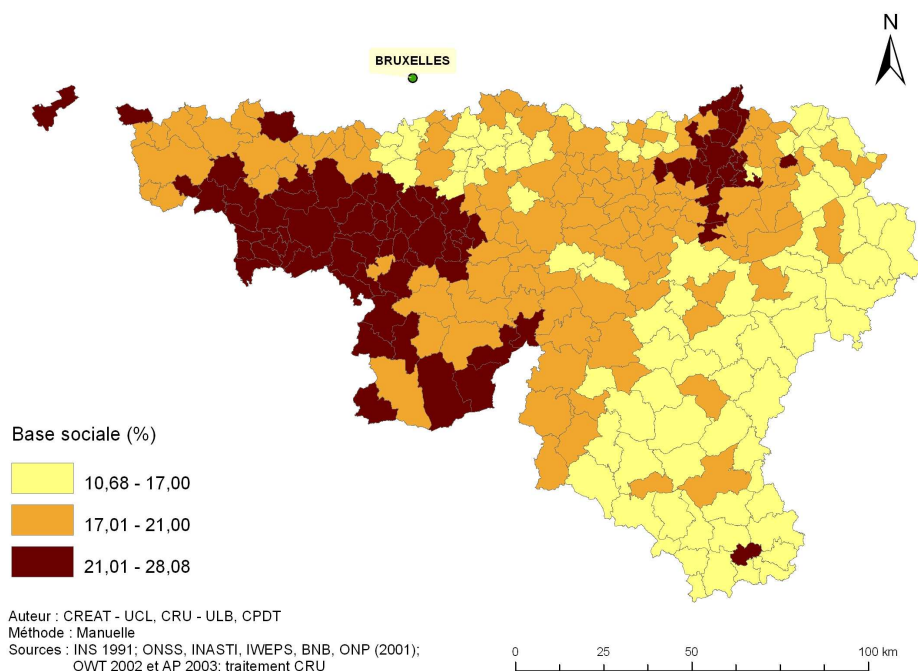 N
BRUXELLES
Base sociale (%)
10,68 - 17,00
17,01 - 21,00
21,01 - 28,08
Auteur : CREAT - UCL, CRU - ULB, CPDT
Méthode : Manuelle
Sources : INS 1991; ONSS, INASTI, IWEPS, BNB, ONP (2001);
OWT 2002 et AP 2003; traitement CRU
0 25 50 100 km